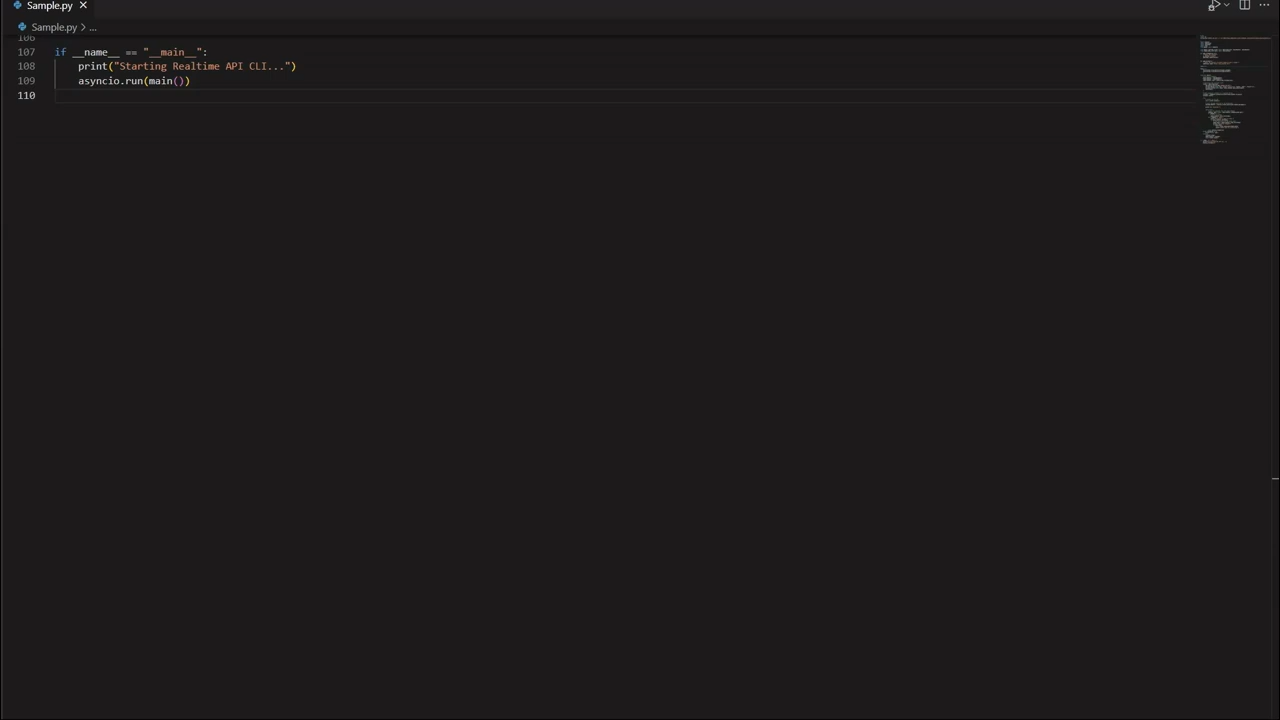 Sample.py
Sample.py > ...
106
107 if __name__ == "__main__":
108 print("Starting Realtime API CLI...")
109 asyncio.run(main())
110